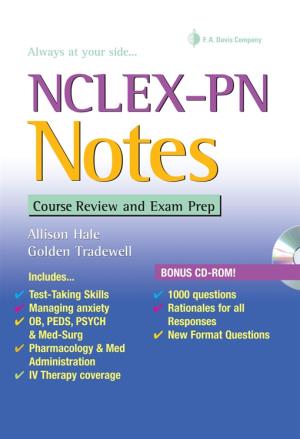 F. A. Davis Company
Always at your side...
NCLEX-PN
Notes
Course Review and Exam Prep
Allison Hale
Golden Tradewell
Includes...
✔ Test-Taking Skills
✔ Managing anxiety
✔ OB, PEDS, PSYCH
& Med-Surg
✔ Pharmacology & Med
Administration
✔ IV Therapy coverage
BONUS CD-ROM!
✔ 1000 questions
✔ Rationales for all
Responses
✔ New Format Questions